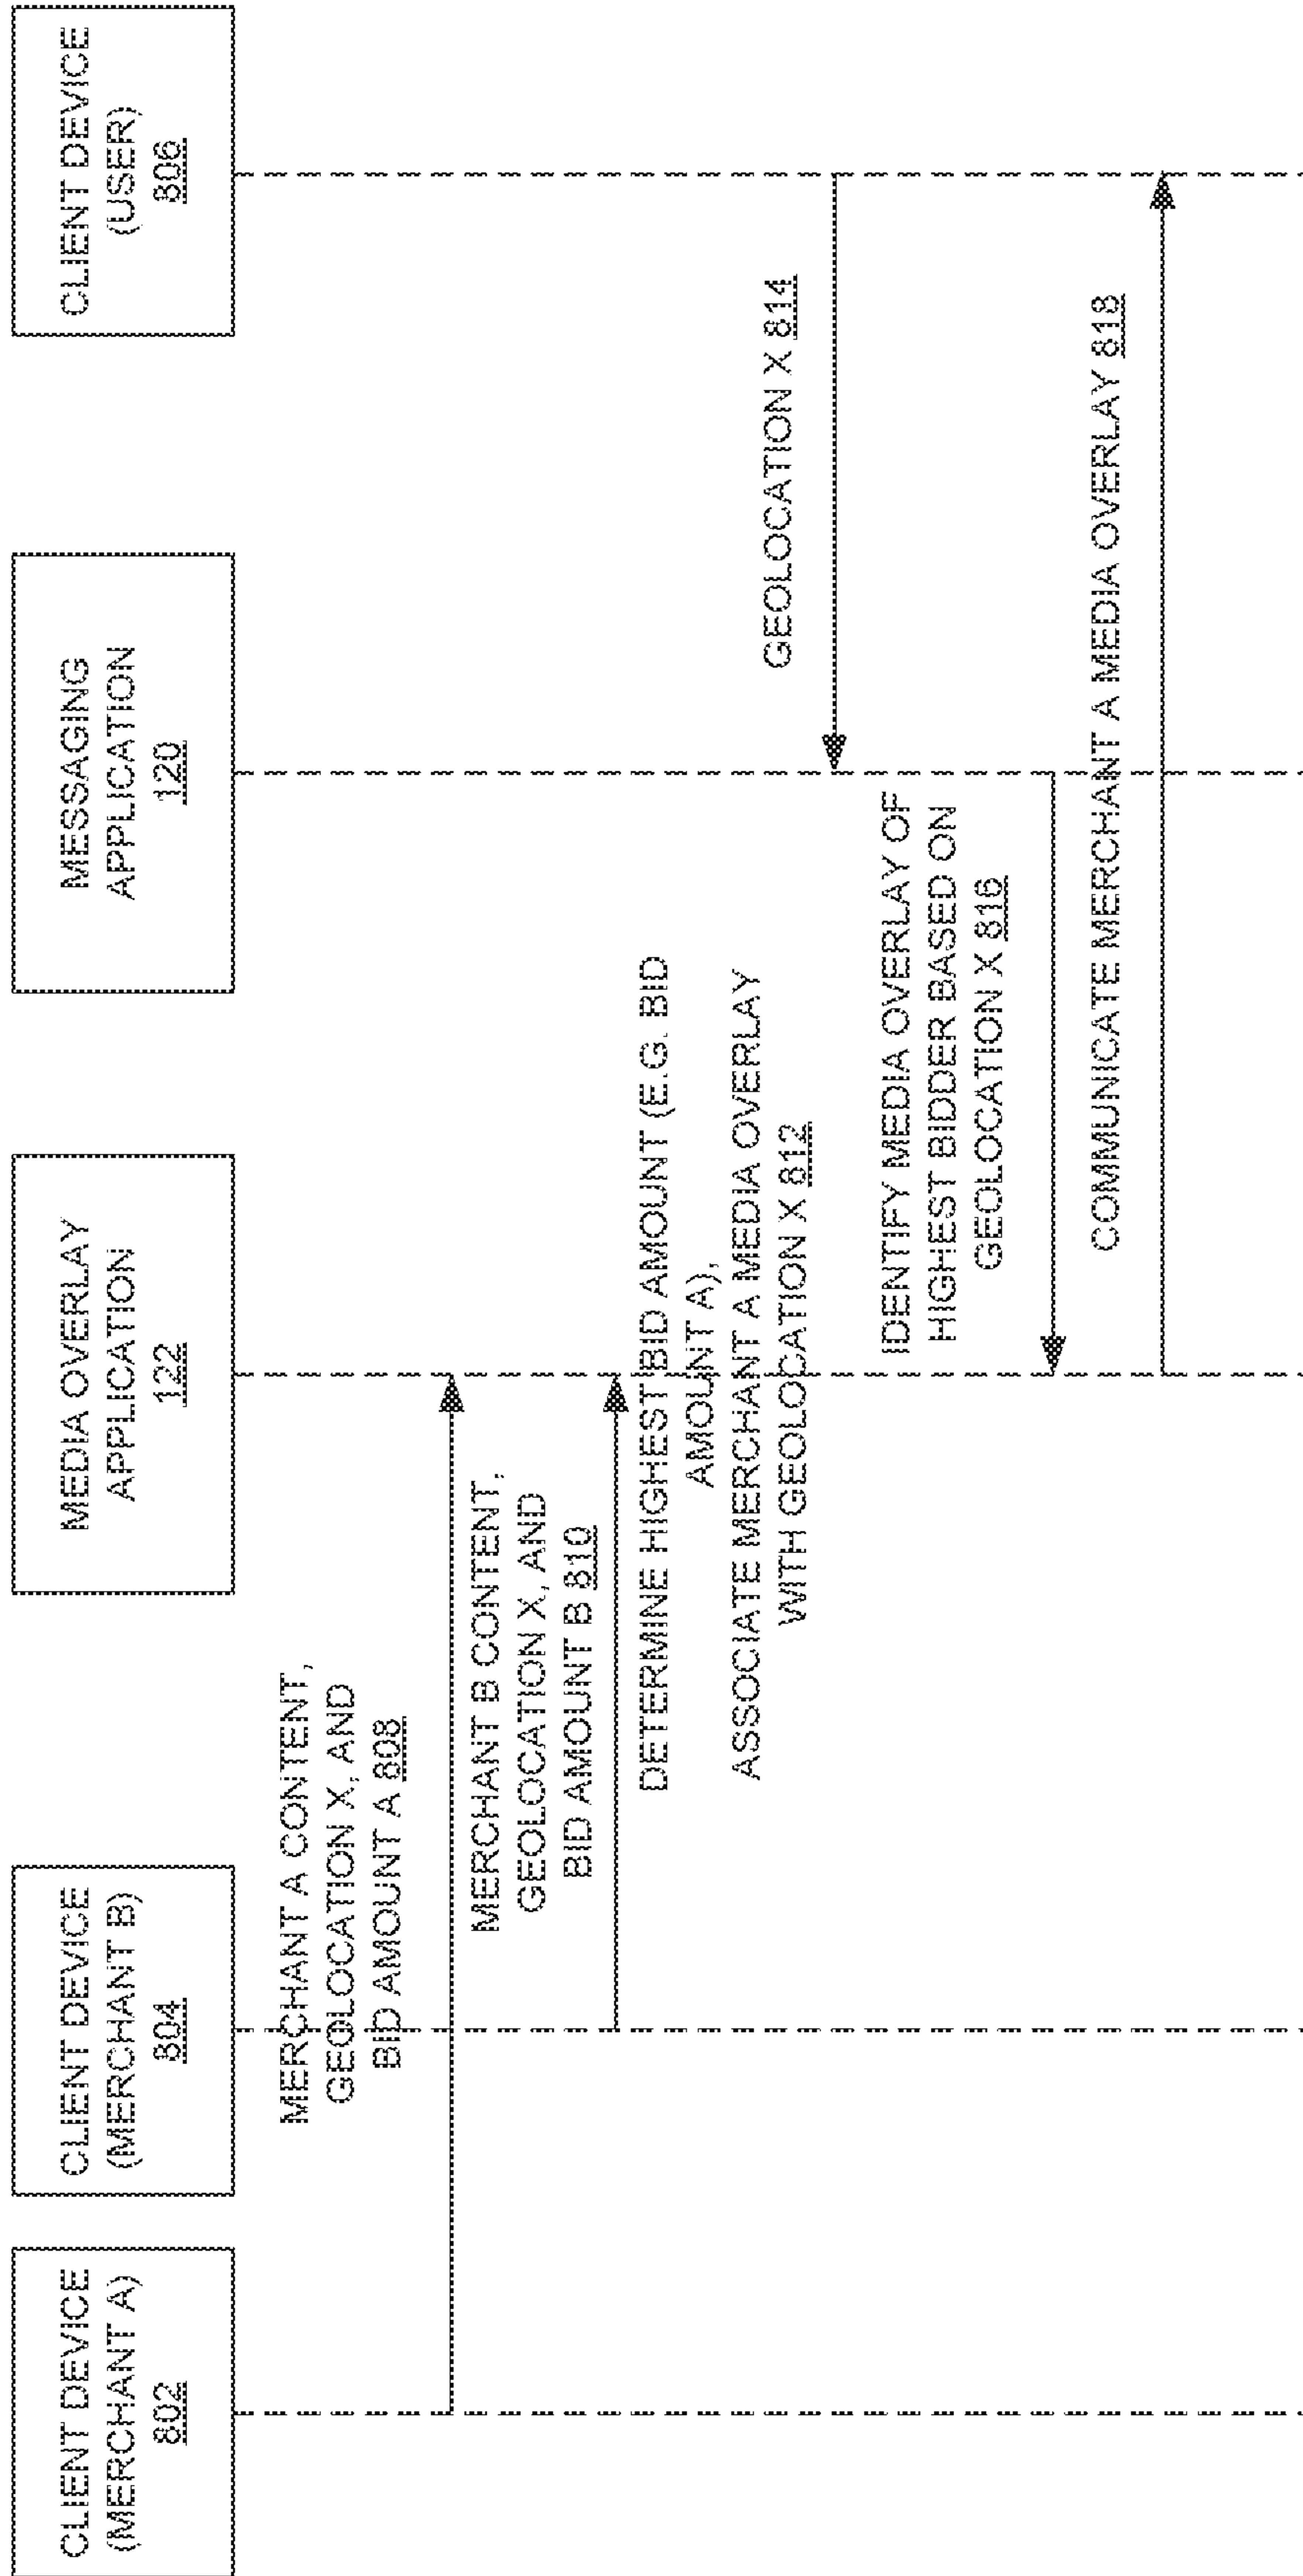 CLIENT DEVICE
(MERCHANT A)
802
CLIENT DEVICE
(MERCHANT B)
804
MEDIA OVERLAY
APPLICATION
122
MESSAGING
APPLICATION
120
CLIENT DEVICE
(USER)
806
MERCHANT A CONTENT,
GEOLOCATION X, AND
BID AMOUNT A 808
MERCHANT B CONTENT,
GEOLOCATION X, AND
BID AMOUNT B 810
DETERMINE HIGHEST BID AMOUNT (E.G. BID
AMOUNT A),
ASSOCIATE MERCHANT A MEDIA OVERLAY
WITH GEOLOCATION X 812
GEOLOCATION X 814
IDENTIFY MEDIA OVERLAY OF
HIGHEST BIDDER BASED ON
GEOLOCATION X 816
COMMUNICATE MERCHANT A MEDIA OVERLAY 818